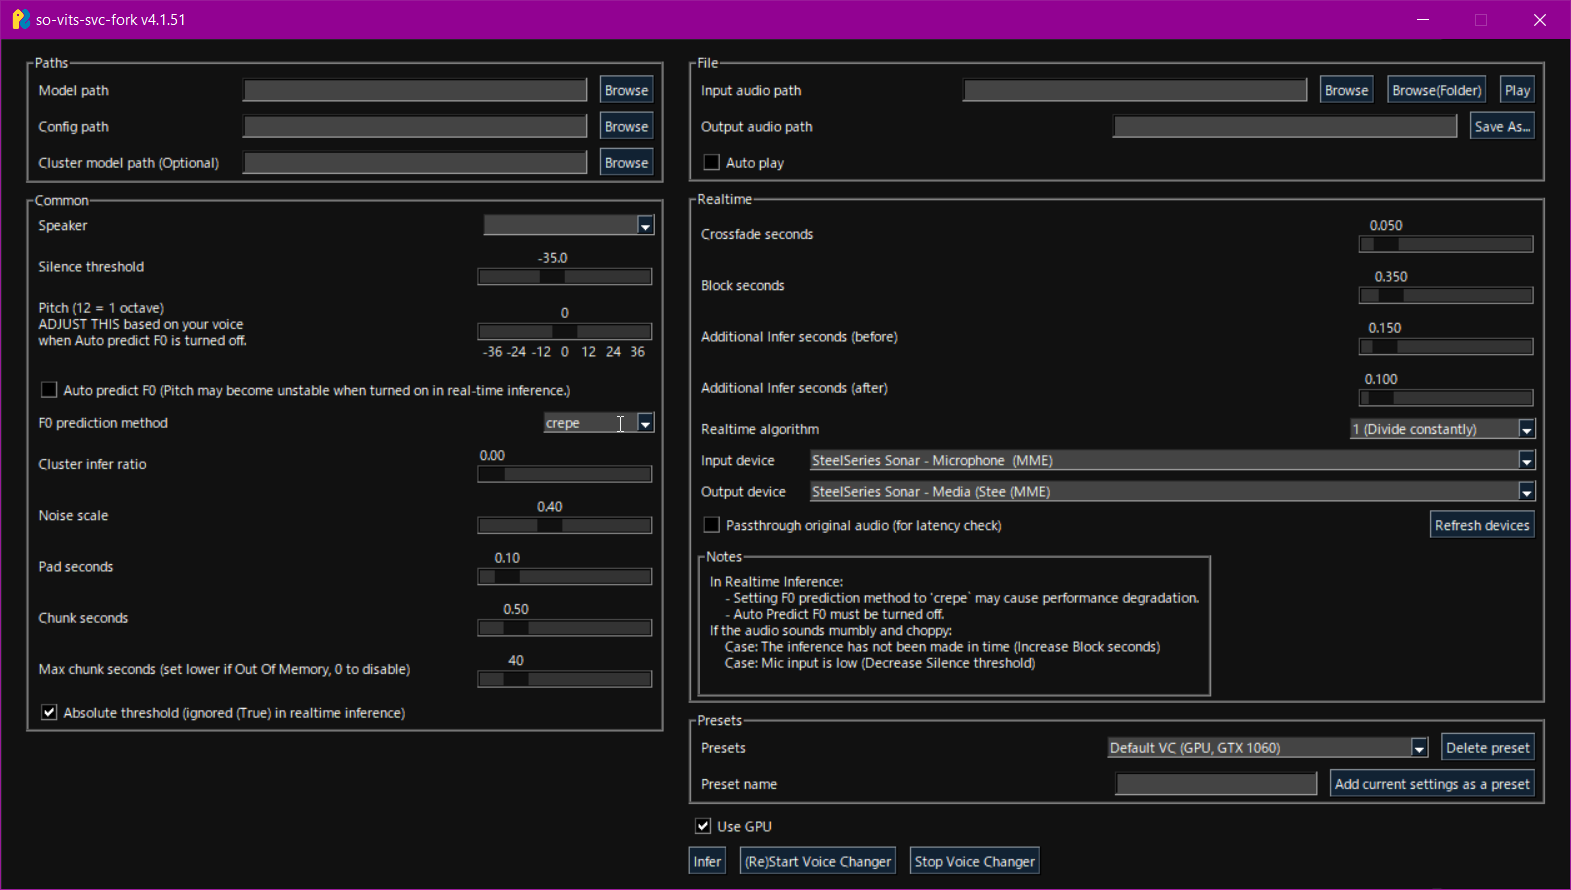 so-vits-svc-fork v4.1.51
Paths
Model path
Browse
Config path
Browse
Cluster model path (Optional)
Browse
Common
Speaker
Silence threshold
-35.0
Pitch (12 = 1 octave)
ADJUST THIS based on your voice
when Auto predict F0 is turned off.
0
-36 -24 -12 0 12 24 36
Auto predict F0 (Pitch may become unstable when turned on in real-time inference.)
F0 prediction method
crepe
Cluster infer ratio
0.00
Noise scale
0.40
Pad seconds
0.10
Chunk seconds
0.50
Max chunk seconds (set lower if Out Of Memory, 0 to disable)
40
Absolute threshold (ignored (True) in realtime inference)
File
Input audio path
Browse
Browse(Folder)
Play
Output audio path
Save As...
Auto play
Realtime
Crossfade seconds
0.050
Block seconds
0.350
Additional Infer seconds (before)
0.150
Additional Infer seconds (after)
0.100
Realtime algorithm
1 (Divide constantly)
Input device
SteelSeries Sonar - Microphone  (MME)
Output device
SteelSeries Sonar - Media (Stee (MME)
Passthrough original audio (for latency check)
Refresh devices
Notes
In Realtime Inference:
- Setting F0 prediction method to `crepe` may cause performance degradation.
- Auto Predict F0 must be turned off.
If the audio sounds mumbly and choppy:
Case: The inference has not been made in time (Increase Block seconds)
Case: Mic input is low (Decrease Silence threshold)
Presets
Presets
Default VC (GPU, GTX 1060)
Delete preset
Preset name
Add current settings as a preset
Use GPU
Infer
(Re)Start Voice Changer
Stop Voice Changer